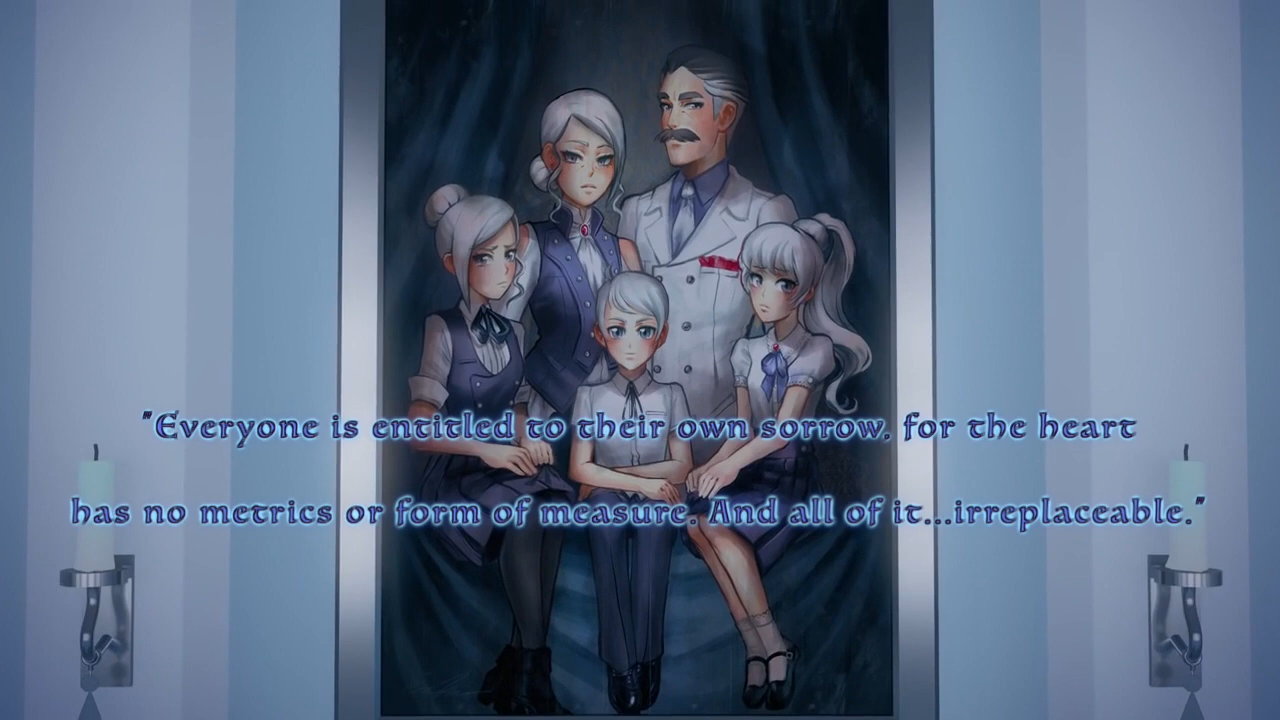 "Everyone is entitled to their own sorrow, for the heart
has no metrics or form of measure. And all of it...irreplaceable."